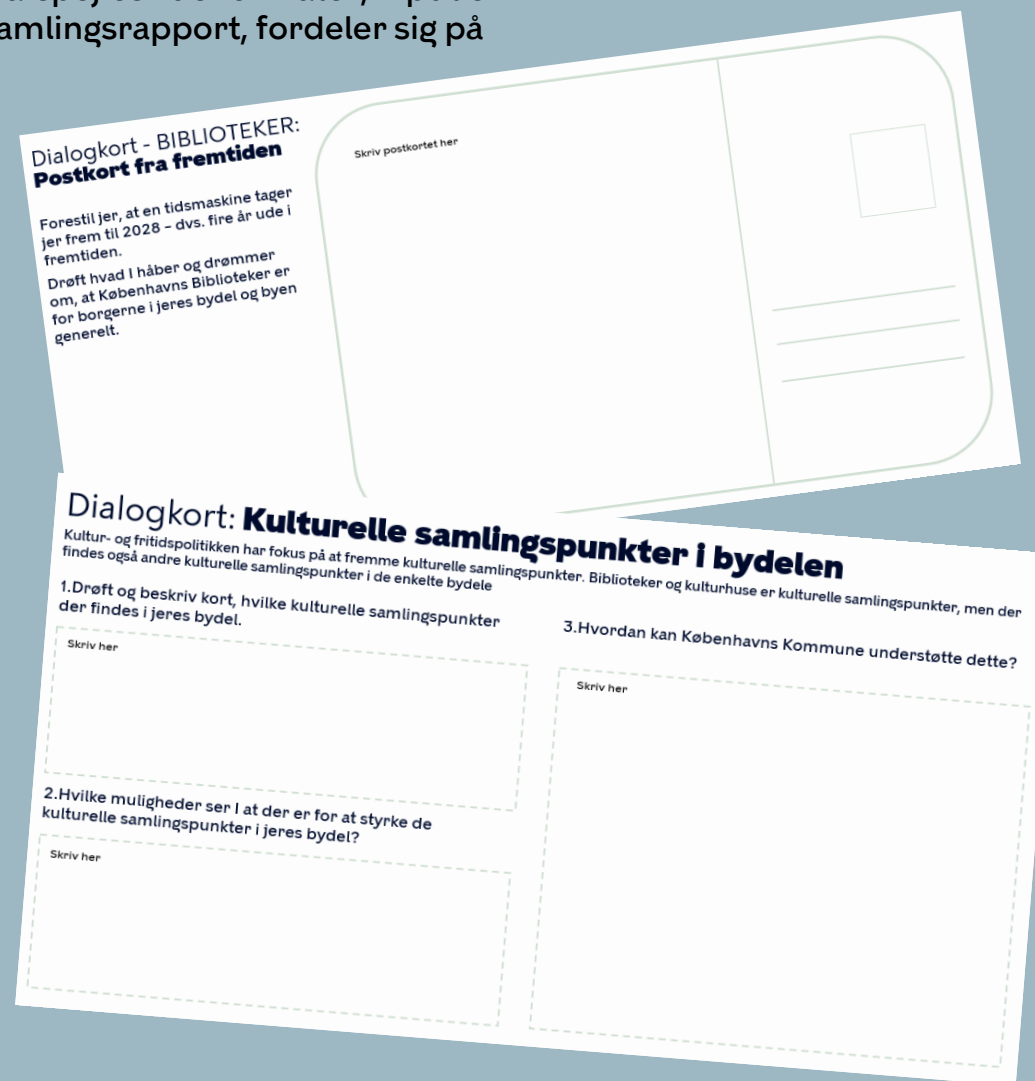 samlingsrapport, fordeler sig på
Dialogkort - BIBLIOTEKER:
Postkort fra fremtiden
Forestil jer, at en tidsmaskine tager
jer frem til 2028 – dvs. fire år ude i
fremtiden.
Drøft hvad I håber og drømmer
om, at Københavns Biblioteker er
for borgerne i jeres bydel og byen
generelt.
Skriv postkortet her
Dialogkort: Kulturelle samlingspunkter i bydelen
Kultur- og fritidspolitikken har fokus på at fremme kulturelle samlingspunkter. Biblioteker og kulturhuse er kulturelle samlingspunkter, men der
findes også andre kulturelle samlingspunkter i de enkelte bydele
1.Drøft og beskriv kort, hvilke kulturelle samlingspunkter
der findes i jeres bydel.
Skriv her
2.Hvilke muligheder ser I at der er for at styrke de
kulturelle samlingspunkter i jeres bydel?
Skriv her
3.Hvordan kan Københavns Kommune understøtte dette?
Skriv her